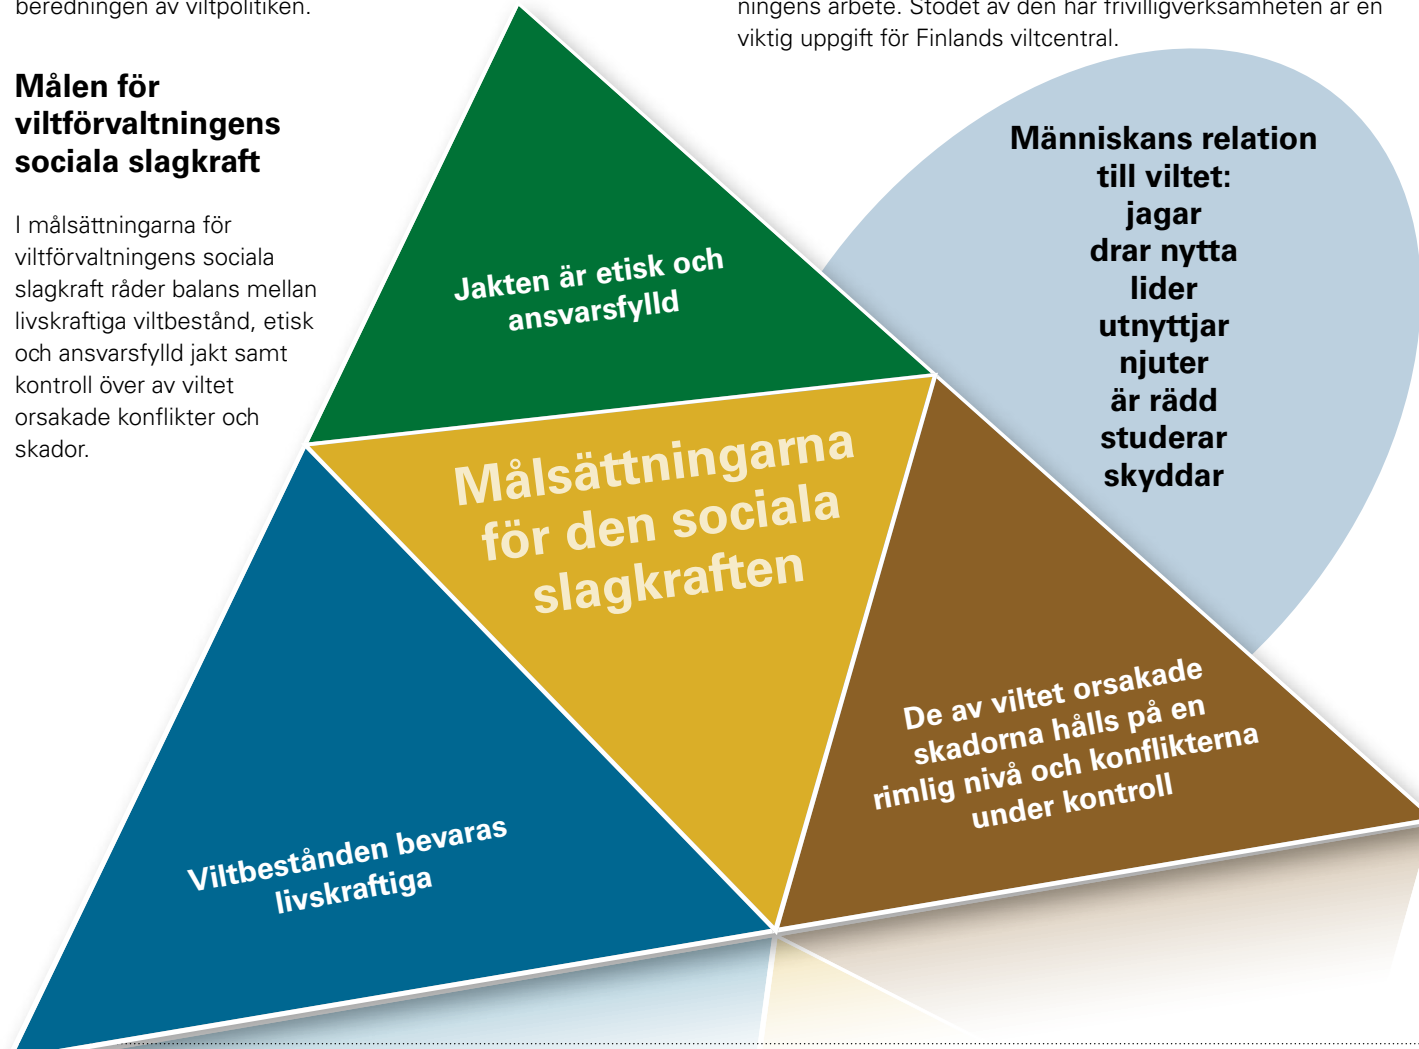 beredningen av viltpolitiken.
Målen för
viltförvaltningens
sociala slagkraft
I målsättningarna för
viltförvaltningens sociala
slagkraft råder balans mellan
livskraftiga viltbestånd, etisk
och ansvarsfylld jakt samt
kontroll över av viltet
orsakade konflikter och
skador.
ningens arbete. Stödet av den här frivilligverksamheten är en
viktig uppgift för Finlands viltcentral.
Människans relation
till viltet:
jagar
drar nytta
lider
utnyttjar
njuter
är rädd
studerar
skyddar
Jakten är etisk och
ansvarsfylld
Målsättningarna
för den sociala
slagkraften
De av viltet orsakade
skadorna hålls på en
rimlig nivå och konflikterna
under kontroll
Viltbestånden bevaras
livskraftiga